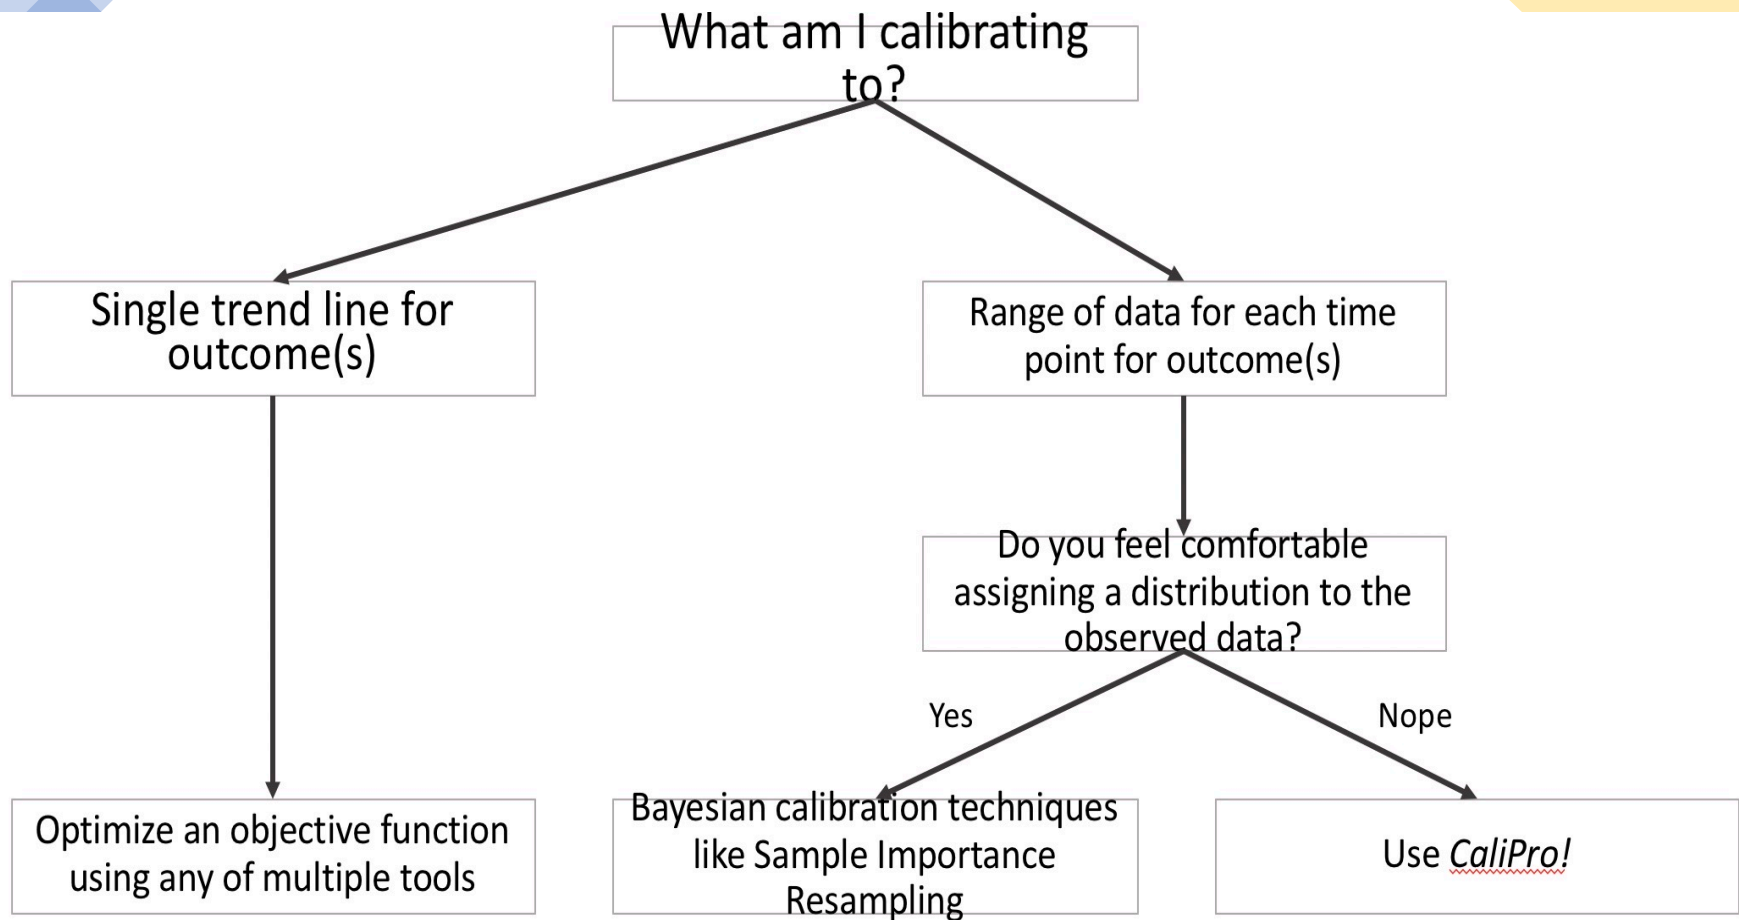 What am I calibrating
to?
Single trend line for
outcome(s)
Range of data for each time
point for outcome(s)
Do you feel comfortable
assigning a distribution to the
observed data?
Yes
Nope
Optimize an objective function
using any of multiple tools
Bayesian calibration techniques
like Sample Importance
Resampling
Use CaliPro!